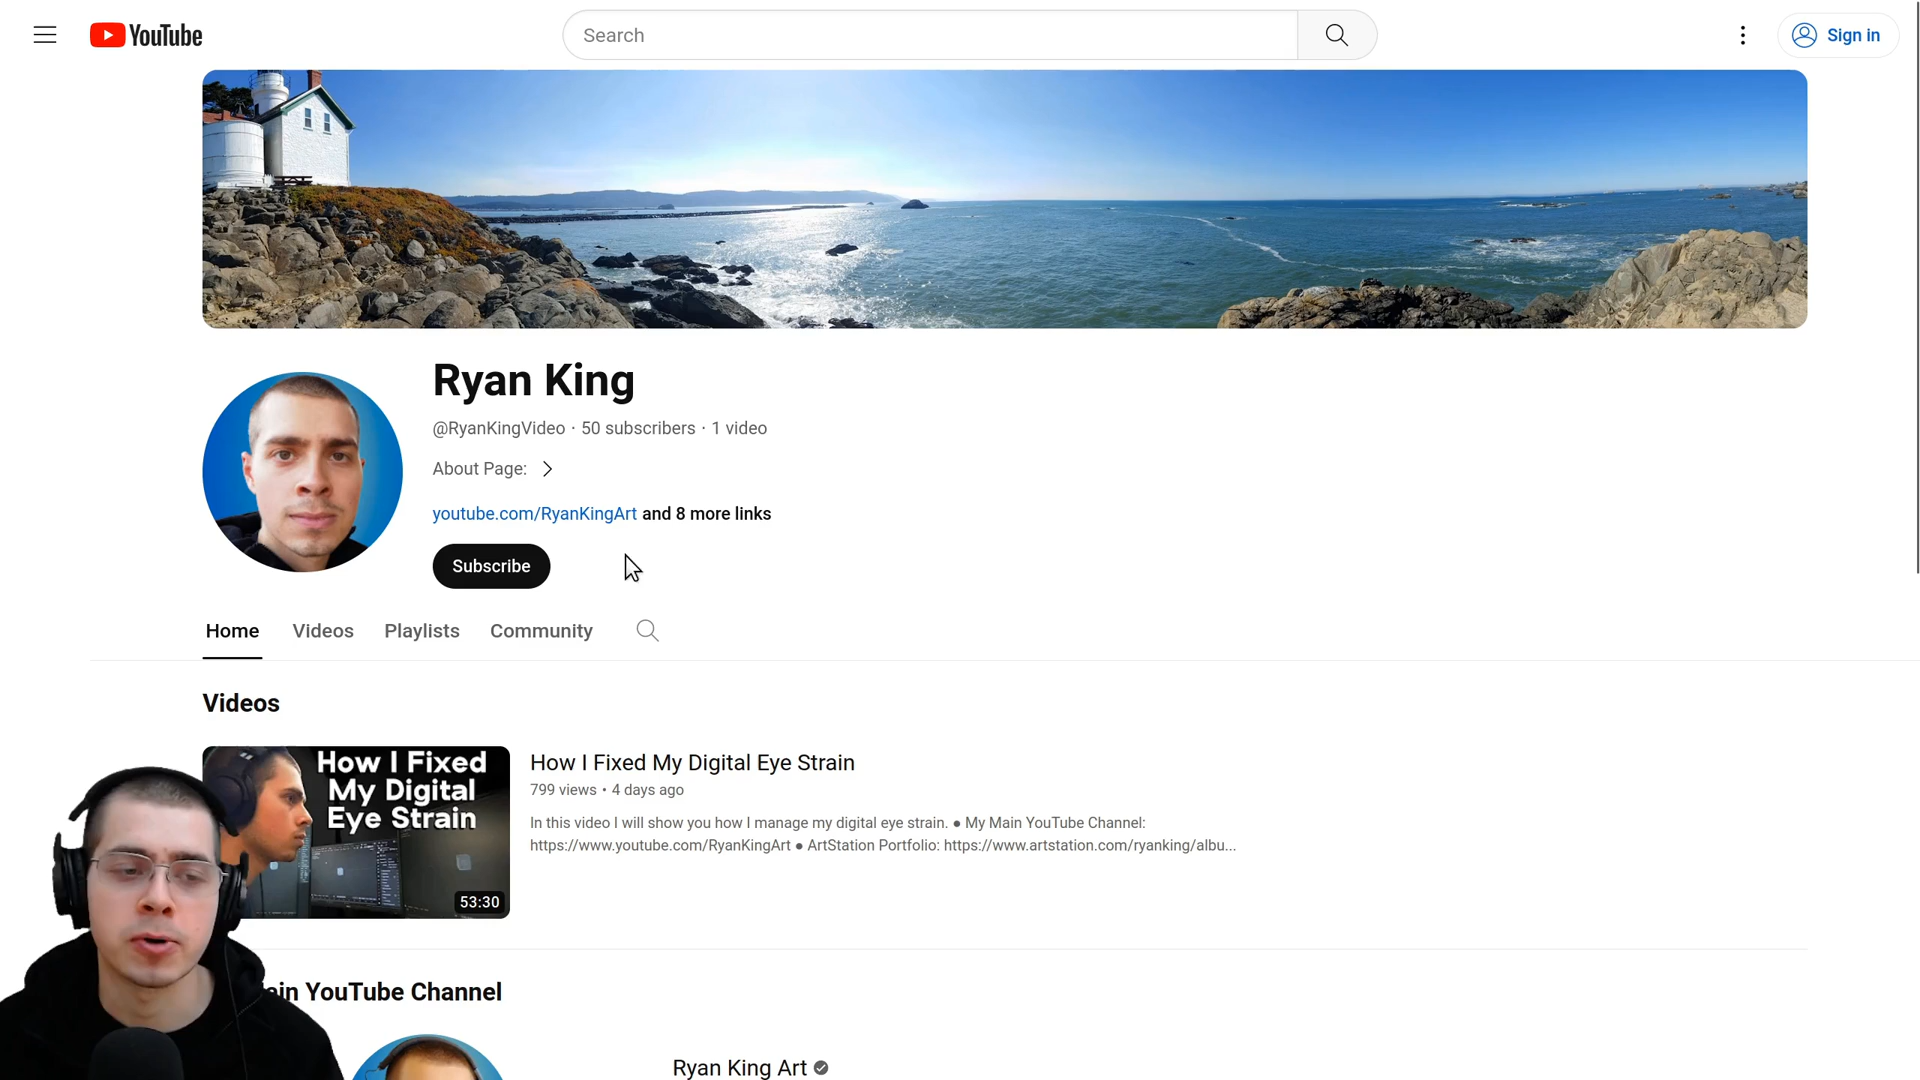 YouTube
Search
Sign in
Ryan King
@RyanKingVideo · 50 subscribers · 1 video
About Page:
youtube.com/RyanKingArt and 8 more links
Subscribe
Home Videos Playlists Community
Videos
How I Fixed
My Digital
Eye Strain
53:30
How I Fixed My Digital Eye Strain
799 views • 4 days ago
In this video I will show you how I manage my digital eye strain. ● My Main YouTube Channel:
https://www.youtube.com/RyanKingArt ● ArtStation Portfolio: https://www.artstation.com/ryanking/albu...
YouTube Channel
Ryan King Art